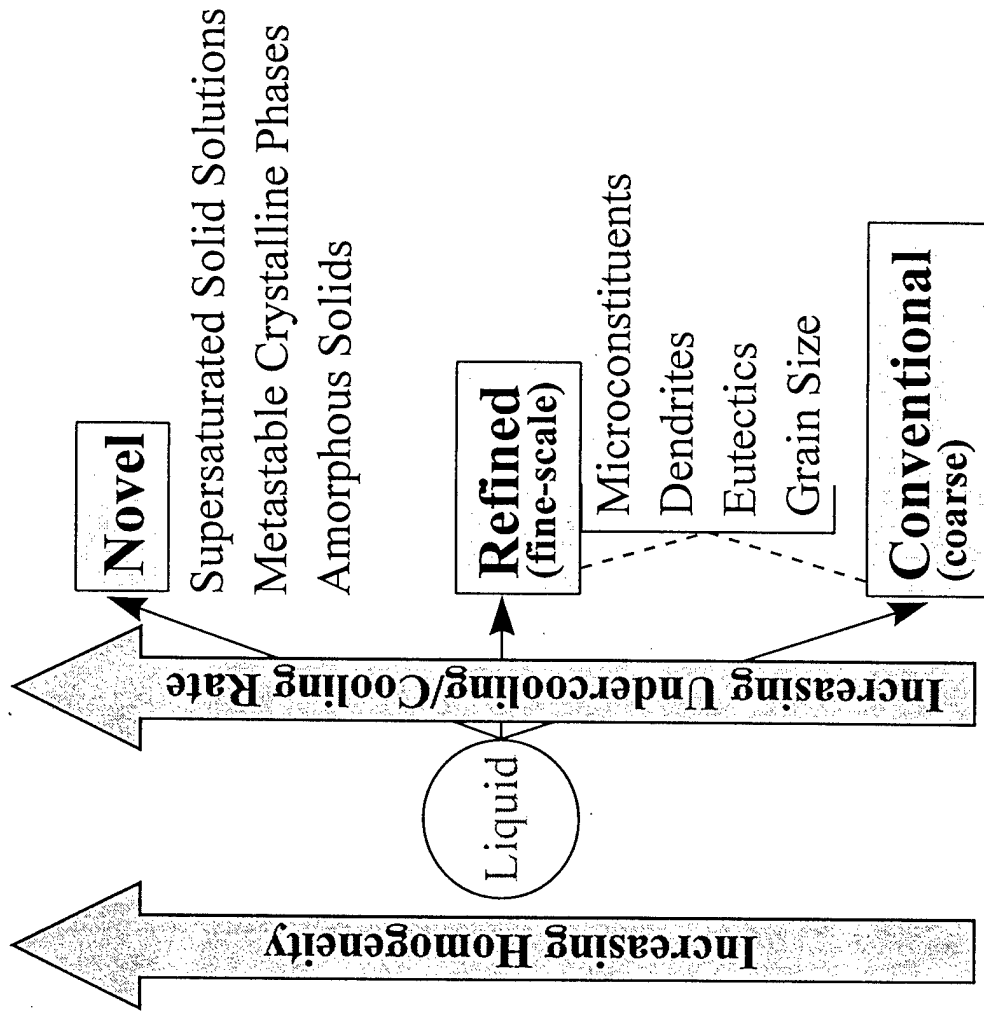 Increasing Homogeneity
Liquid
Increasing Undercooling/Cooling Rate
Novel
Supersaturated Solid Solutions
Metastable Crystalline Phases
Amorphous Solids
Refined
(fine-scale)
Microconstituents
Dendrites
Eutectics
Grain Size
Conventional
(coarse)